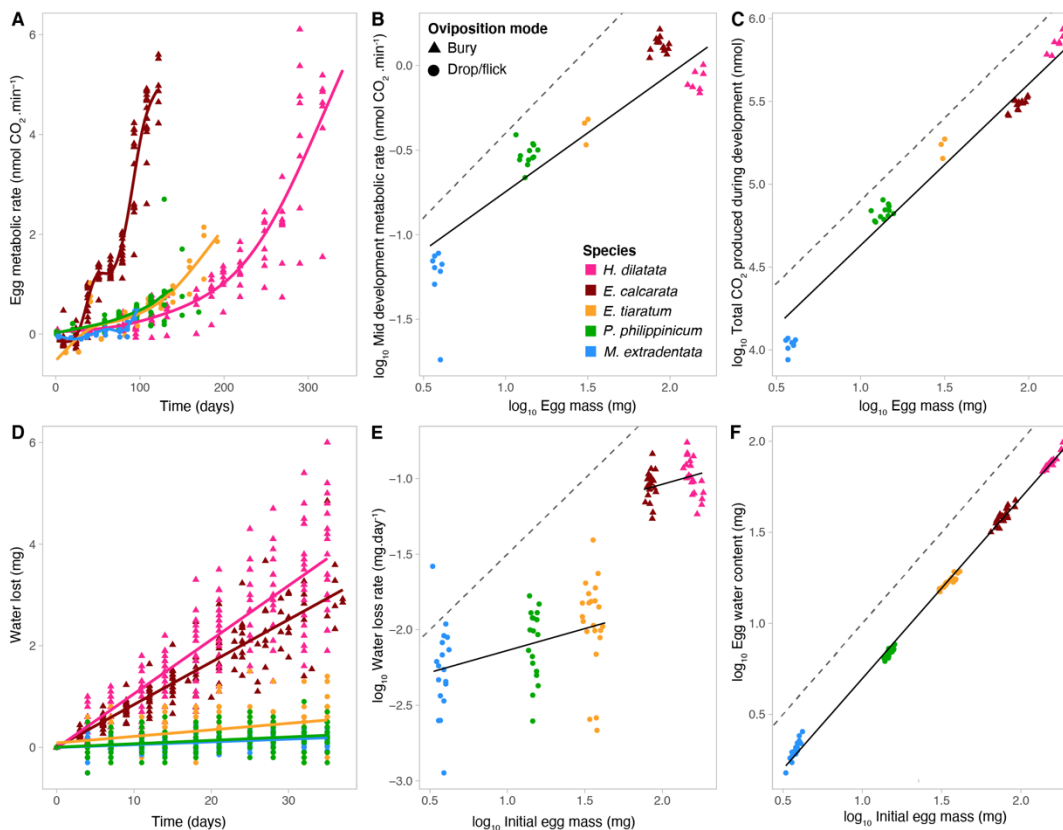 A
Egg metabolic rate (nmol CO₂ .min⁻¹)
6
4
2
0
0
100
200
300
Time (days)
B
Oviposition mode
Bury
Drop/flick
log₁₀ Mid development metabolic rate (nmol CO₂ .min⁻¹)
0.0
−0.5
−1.0
−1.5
Species
H. dilatata
E. calcarata
E. tiaratum
P. philippinicum
M. extradentata
0.5
1.0
1.5
2.0
log₁₀ Egg mass (mg)
C
log₁₀ Total CO₂ produced during development (nmol)
5.5
5.0
4.5
4.0
0.5
1.0
1.5
2.0
log₁₀ Egg mass (mg)
D
Water lost (mg)
6
4
2
0
0
10
20
30
Time (days)
E
log₁₀ Water loss rate (mg.day⁻¹)
−1.0
−1.5
−2.0
−2.5
−3.0
0.5
1.0
1.5
2.0
log₁₀ Initial egg mass (mg)
F
log₁₀ Egg water content (mg)
2.0
1.5
1.0
0.5
0.5
1.0
1.5
2.0
log₁₀ Initial egg mass (mg)